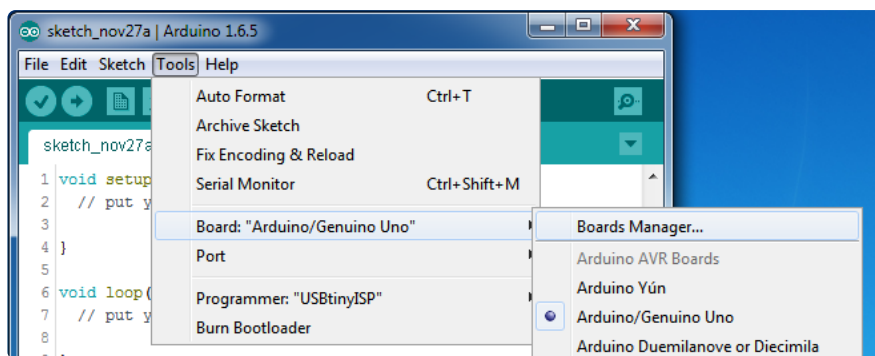 sketch_nov27a | Arduino 1.6.5
File Edit Sketch Tools Help
sketch_nov27a
Auto Format Ctrl+T
Archive Sketch
Fix Encoding & Reload
Serial Monitor Ctrl+Shift+M
Board: "Arduino/Genuino Uno"
Port
Programmer: "USBtinyISP"
Burn Bootloader
Boards Manager...
Arduino AVR Boards
Arduino Yún
Arduino/Genuino Uno
Arduino Duemilanove or Diecimila
1 void setup
2 // put y
3
4 }
5
6 void loop(
7 // put y
8